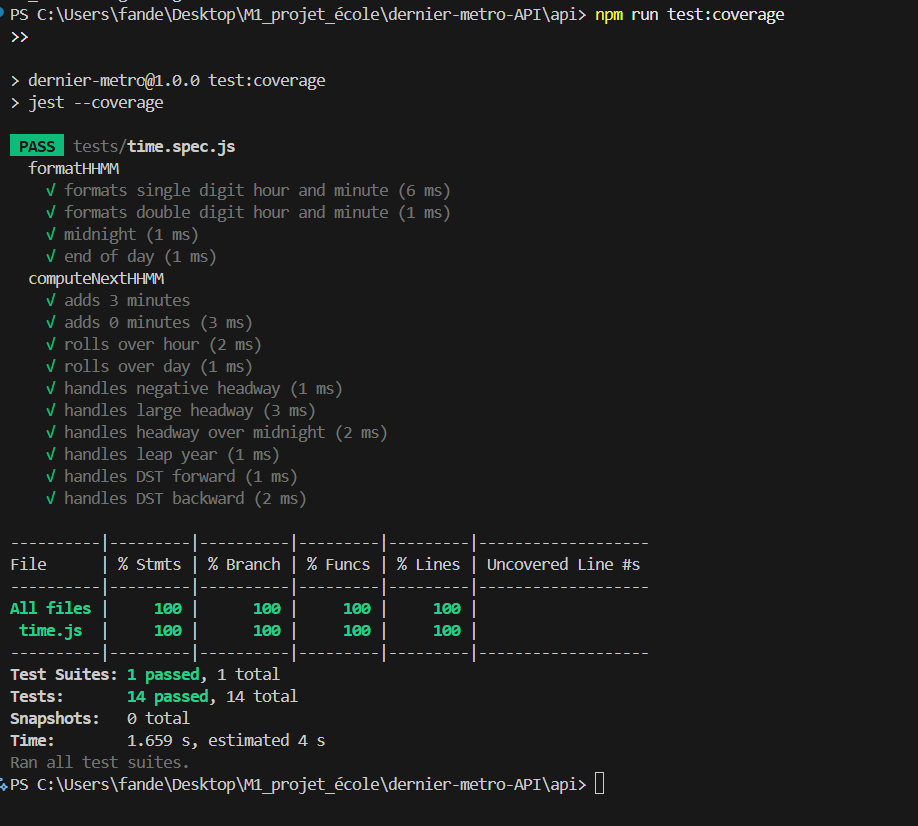 PS C:\Users\fande\Desktop\M1_projet_école\dernier-metro-API\api> npm run test:coverage
>>
> dernier-metro@1.0.0 test:coverage
> jest --coverage
PASS tests/time.spec.js
formatHHMM
√ formats single digit hour and minute (6 ms)
√ formats double digit hour and minute (1 ms)
√ midnight (1 ms)
√ end of day (1 ms)
computeNextHHMM
√ adds 3 minutes
√ adds 0 minutes (3 ms)
√ rolls over hour (2 ms)
√ rolls over day (1 ms)
√ handles negative headway (1 ms)
√ handles large headway (3 ms)
√ handles headway over midnight (2 ms)
√ handles leap year (1 ms)
√ handles DST forward (1 ms)
√ handles DST backward (2 ms)
----------|---------|----------|---------|---------|-------------------
File      | % Stmts | % Branch | % Funcs | % Lines | Uncovered Line #s
----------|---------|----------|---------|---------|-------------------
All files |     100 |      100 |     100 |     100 |
 time.js  |     100 |      100 |     100 |     100 |
----------|---------|----------|---------|---------|-------------------
Test Suites: 1 passed, 1 total
Tests:       14 passed, 14 total
Snapshots:   0 total
Time:        1.659 s, estimated 4 s
Ran all test suites.
PS C:\Users\fande\Desktop\M1_projet_école\dernier-metro-API\api>